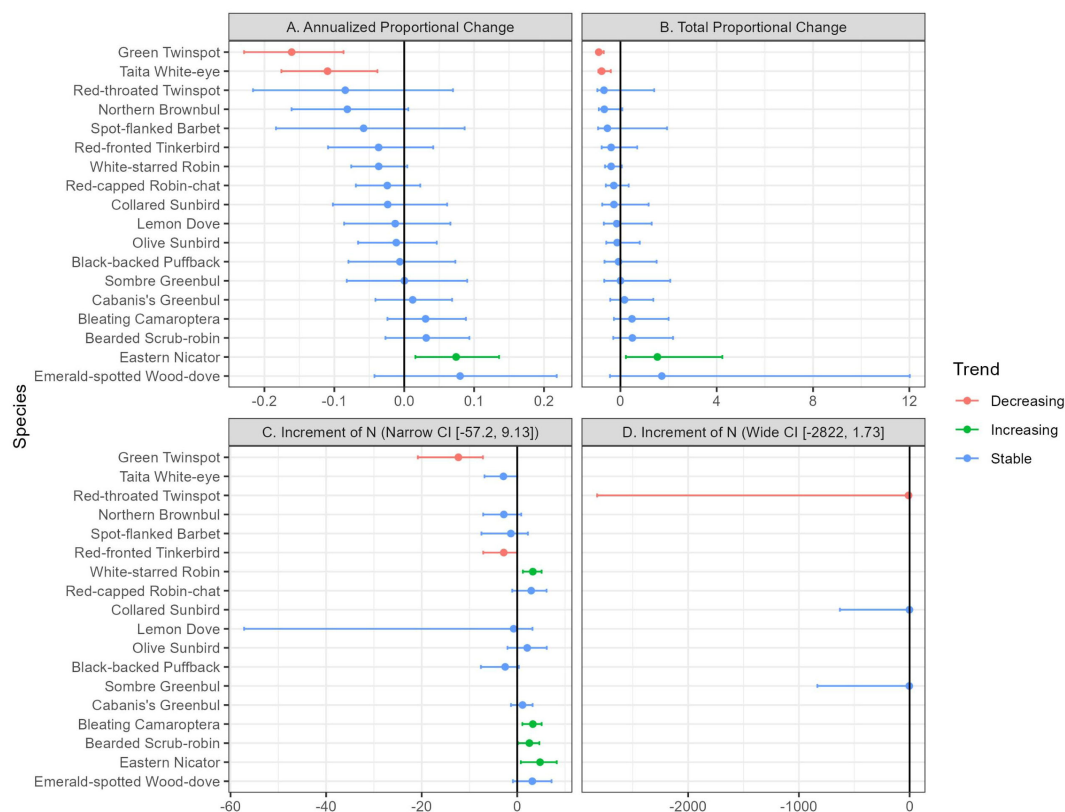 A. Annualized Proportional Change
B. Total Proportional Change
Green Twinspot
Taita White-eye
Red-throated Twinspot
Northern Brownbul
Spot-flanked Barbet
Red-fronted Tinkerbird
White-starred Robin
Red-capped Robin-chat
Collared Sunbird
Lemon Dove
Olive Sunbird
Black-backed Puffback
Sombre Greenbul
Cabanis's Greenbul
Bleating Camaroptera
Bearded Scrub-robin
Eastern Nicator
Emerald-spotted Wood-dove
-0.2 -0.1 0.0 0.1 0.2
0 4 8 12
Species
C. Increment of N (Narrow CI [-57.2, 9.13])
D. Increment of N (Wide CI [-2822, 1.73]
Green Twinspot
Taita White-eye
Red-throated Twinspot
Northern Brownbul
Spot-flanked Barbet
Red-fronted Tinkerbird
White-starred Robin
Red-capped Robin-chat
Collared Sunbird
Lemon Dove
Olive Sunbird
Black-backed Puffback
Sombre Greenbul
Cabanis's Greenbul
Bleating Camaroptera
Bearded Scrub-robin
Eastern Nicator
Emerald-spotted Wood-dove
-60 -40 -20 0
-2000 -1000 0
Trend
Decreasing
Increasing
Stable